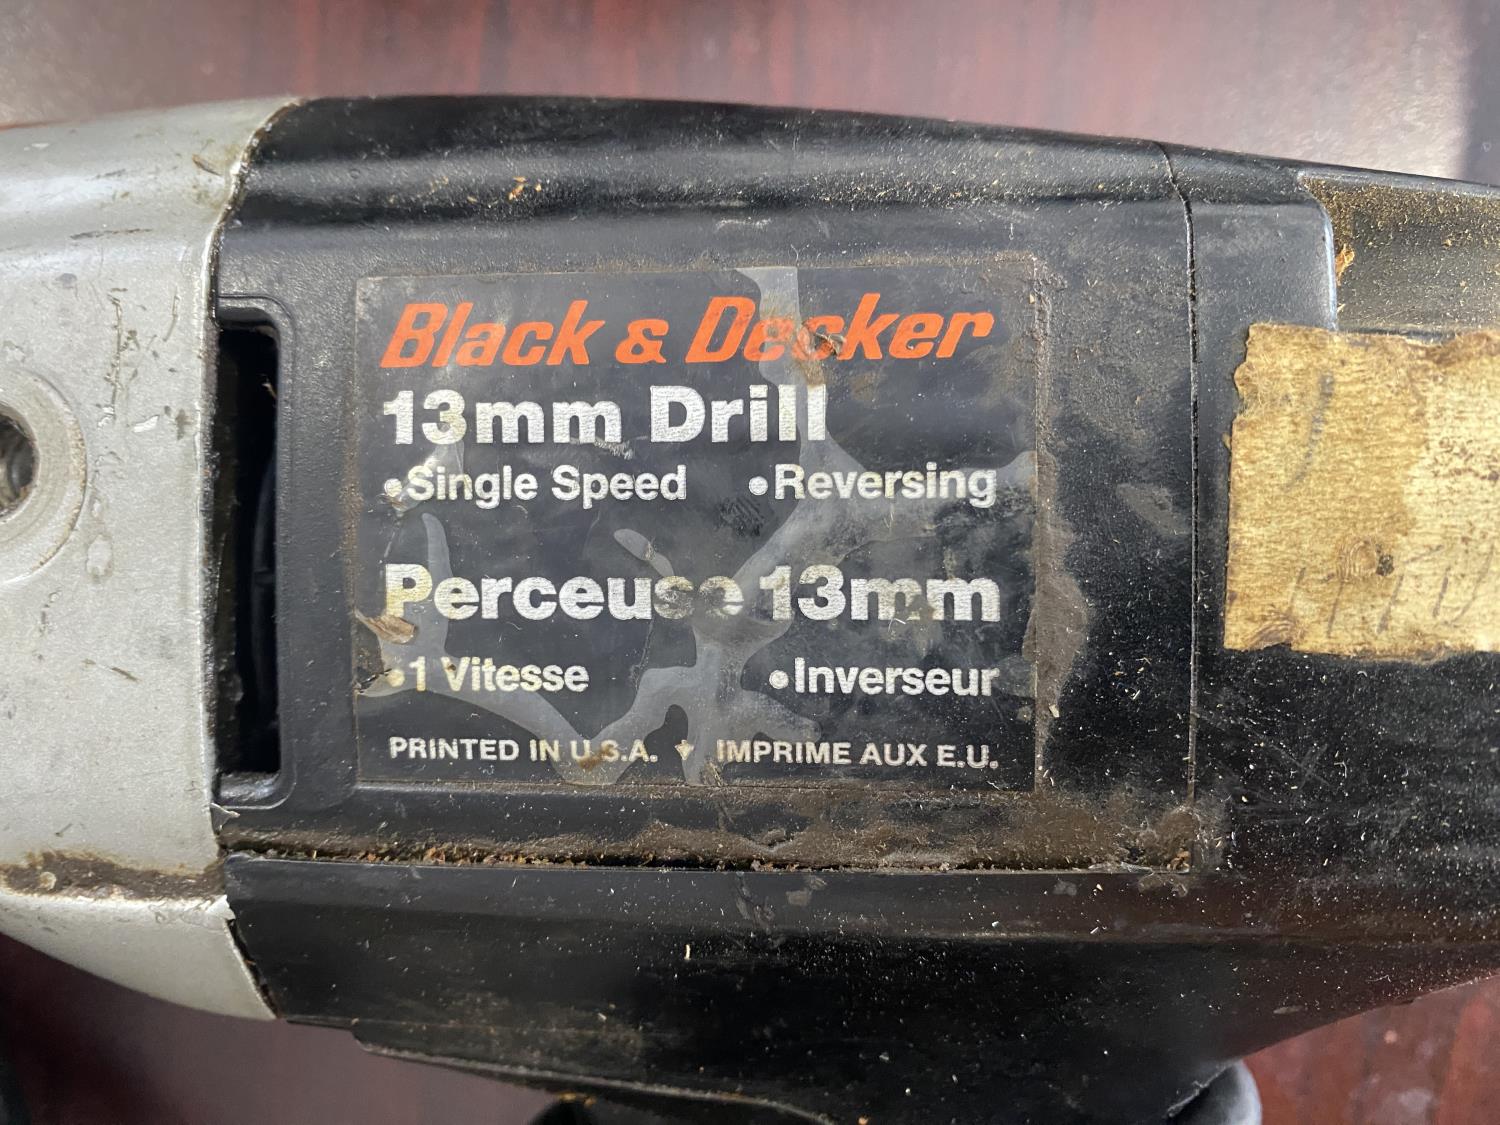 Black & Decker
13mm Drill
•Single Speed •Reversing
Perceuse 13mm
•1 Vitesse •Inverseur
PRINTED IN U.S.A. ♦ IMPRIME AUX E.U.